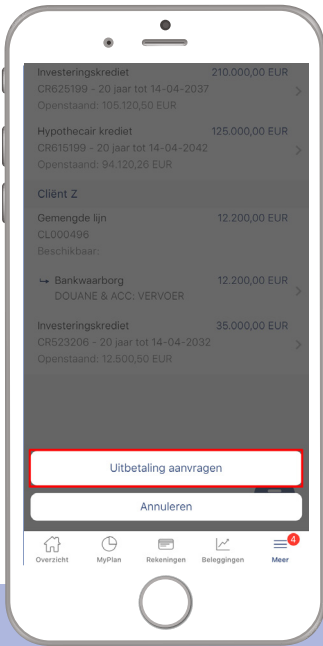 Investeringskrediet 210.000,00 EUR
CR625199 - 20 jaar tot 14-04-2037
Openstaand: 105.120,50 EUR
Hypothecair krediet 125.000,00 EUR
CR615199 - 20 jaar tot 14-04-2042
Openstaand: 94.120,26 EUR
Cliënt Z
Gemengde lijn 12.200,00 EUR
CL000496
Beschikbaar:
↳ Bankwaarborg 12.200,00 EUR
DOUANE & ACC: VERVOER
Investeringskrediet 35.000,00 EUR
CR523206 - 20 jaar tot 14-04-2032
Openstaand: 12.500,50 EUR
Uitbetaling aanvragen
Annuleren
4
Overzicht MyPlan Rekeningen Beleggingen Meer